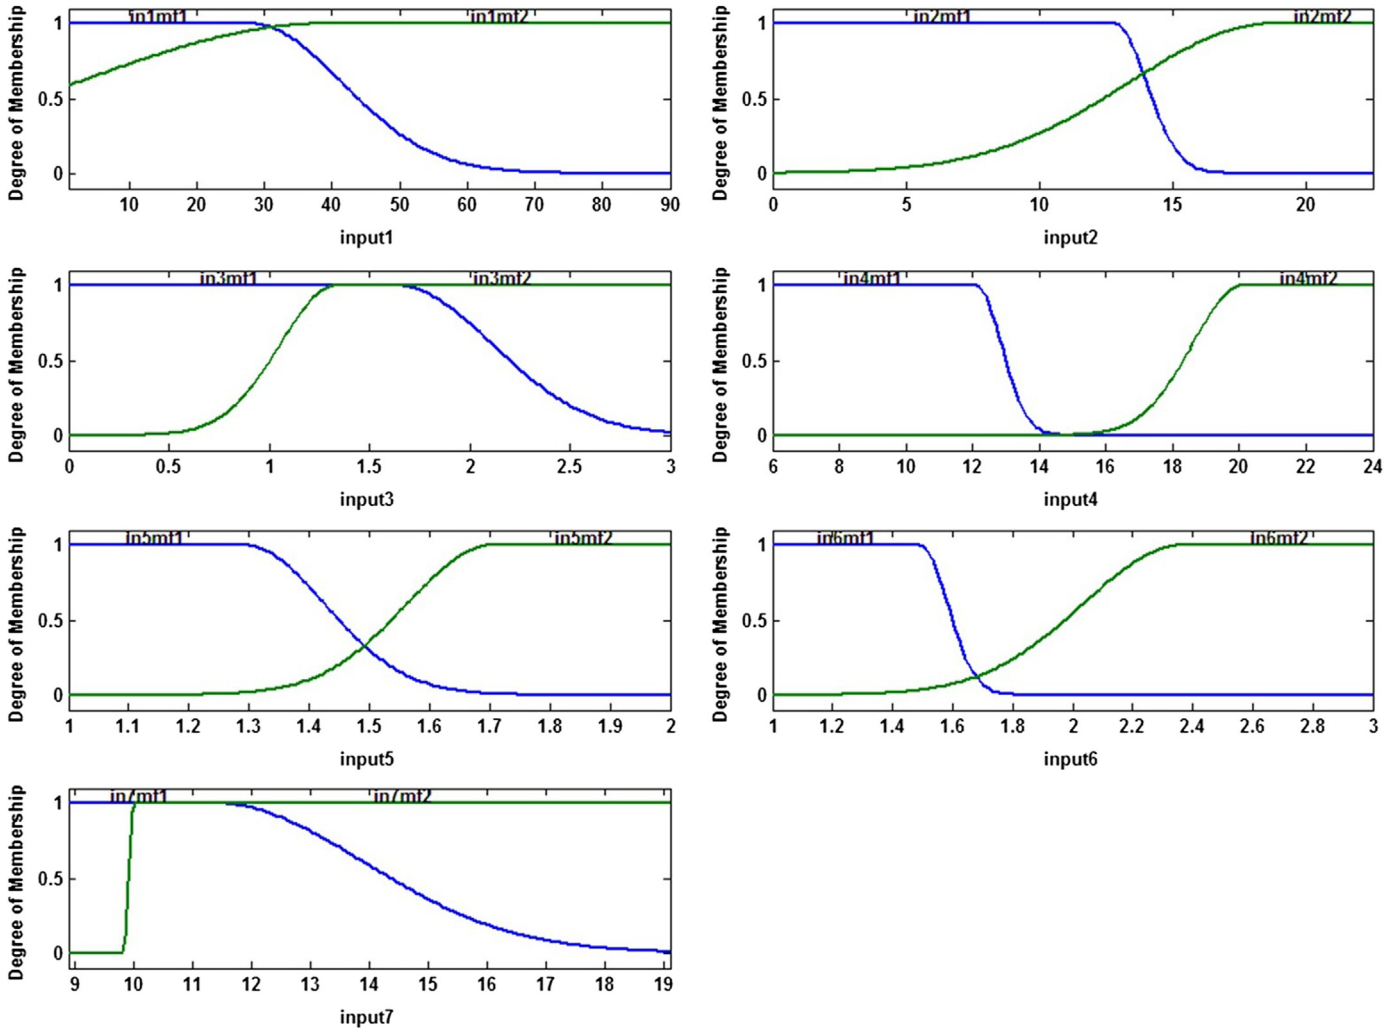 in1mf1 in1mf2
Degree of Membership
1
0.5
0
10 20 30 40 50 60 70 80 90
input1
in2mf1 in2mf2
Degree of Membership
1
0.5
0
0 5 10 15 20
input2
in3mf1 in3mf2
Degree of Membership
1
0.5
0
0 0.5 1 1.5 2 2.5 3
input3
in4mf1 in4mf2
Degree of Membership
1
0.5
0
6 8 10 12 14 16 18 20 22 24
input4
in5mf1 in5mf2
Degree of Membership
1
0.5
0
1 1.1 1.2 1.3 1.4 1.5 1.6 1.7 1.8 1.9 2
input5
in6mf1 in6mf2
Degree of Membership
1
0.5
0
1 1.2 1.4 1.6 1.8 2 2.2 2.4 2.6 2.8 3
input6
in7mf1 in7mf2
Degree of Membership
1
0.5
0
9 10 11 12 13 14 15 16 17 18 19
input7